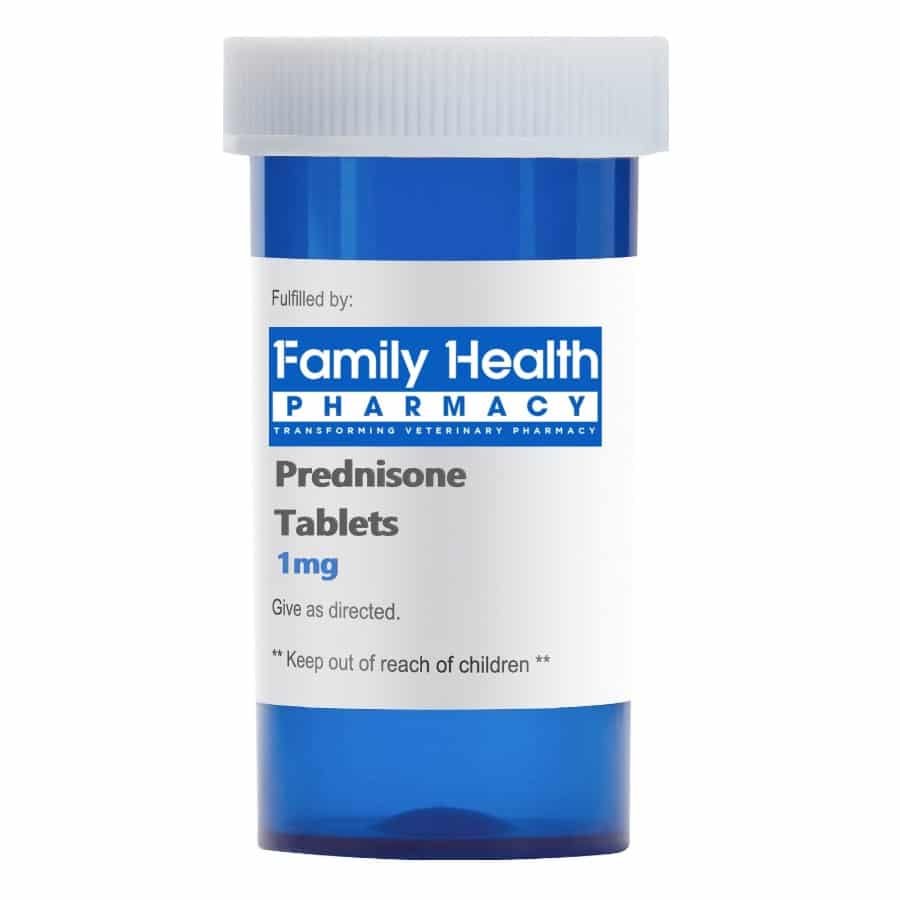 Fulfilled by:
Family Health
PHARMACY
TRANSFORMING VETERINARY PHARMACY
Prednisone
Tablets
1mg
Give as directed.
** Keep out of reach of children **